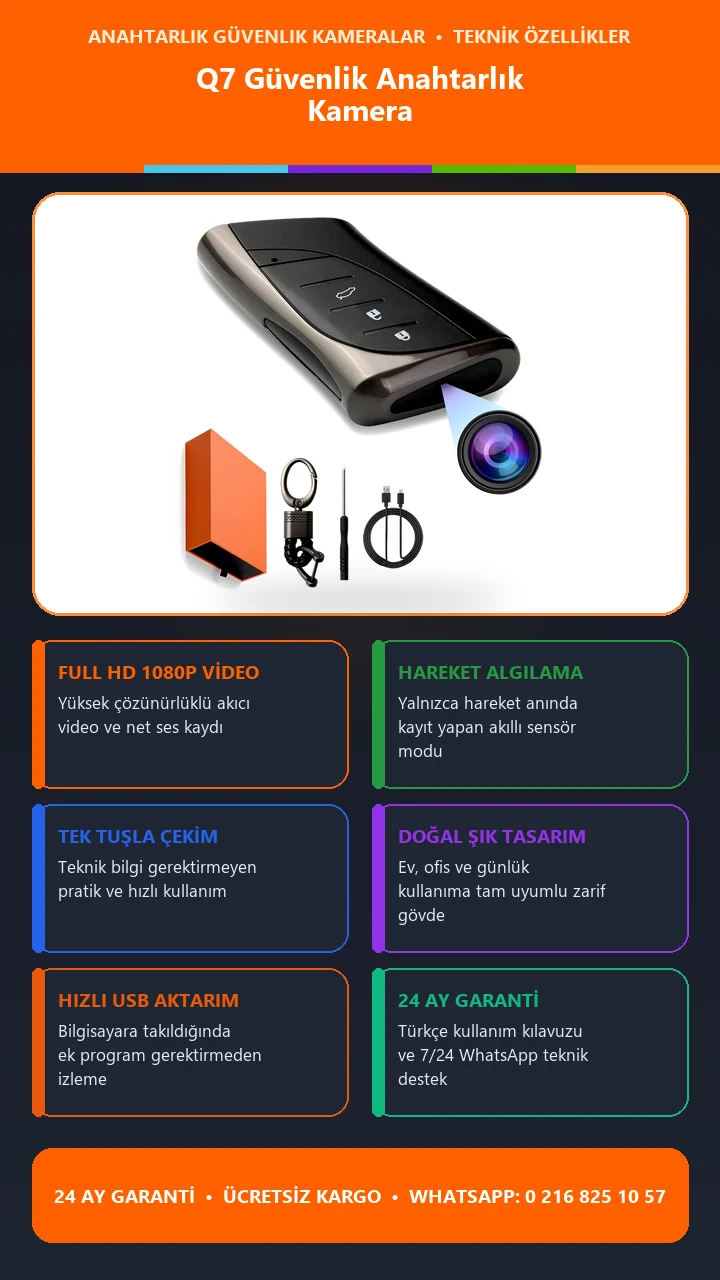 ANAHTARLIK GÜVENLIK KAMERALAR • TEKNİK ÖZELLİKLER
Q7 Güvenlik Anahtarlık
Kamera
FULL HD 1080P VİDEO
Yüksek çözünürlüklü akıcı
video ve net ses kaydı
HAREKET ALGILAMA
Yalnızca hareket anında
kayıt yapan akıllı sensör
modu
TEK TUŞLA ÇEKİM
Teknik bilgi gerektirmeyen
pratik ve hızlı kullanım
DOĞAL ŞIK TASARIM
Ev, ofis ve günlük
kullanıma tam uyumlu zarif
gövde
HIZLI USB AKTARIM
Bilgisayara takıldığında
ek program gerektirmeden
izleme
24 AY GARANTİ
Türkçe kullanım kılavuzu
ve 7/24 WhatsApp teknik
destek
24 AY GARANTİ • ÜCRETSİZ KARGO • WHATSAPP: 0 216 825 10 57